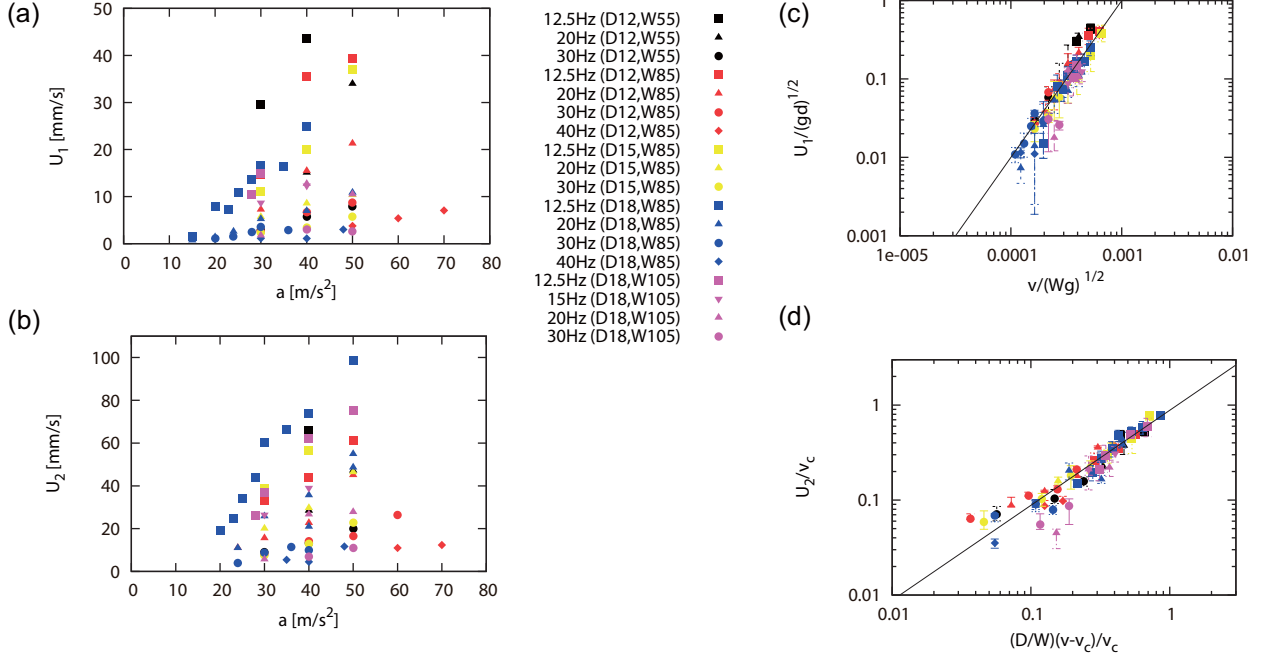 (a)
50
40
30
20
10
0
U1 [mm/s]
0 10 20 30 40 50 60 70 80
a [m/s2]
(b)
100
80
60
40
20
0
U2 [mm/s]
0 10 20 30 40 50 60 70 80
a [m/s2]
12.5Hz (D12,W55)
20Hz (D12,W55)
30Hz (D12,W55)
12.5Hz (D12,W85)
20Hz (D12,W85)
30Hz (D12,W85)
40Hz (D12,W85)
12.5Hz (D15,W85)
20Hz (D15,W85)
30Hz (D15,W85)
12.5Hz (D18,W85)
20Hz (D18,W85)
30Hz (D18,W85)
40Hz (D18,W85)
12.5Hz (D18,W105)
15Hz (D18,W105)
20Hz (D18,W105)
30Hz (D18,W105)
(c)
1
0.1
0.01
0.001
U1/(gd)1/2
1e-005 0.0001 0.001 0.01
v/(Wg) 1/2
(d)
1
0.1
0.01
U2/vc
0.01 0.1 1
(D/W)(v-vc)/vc